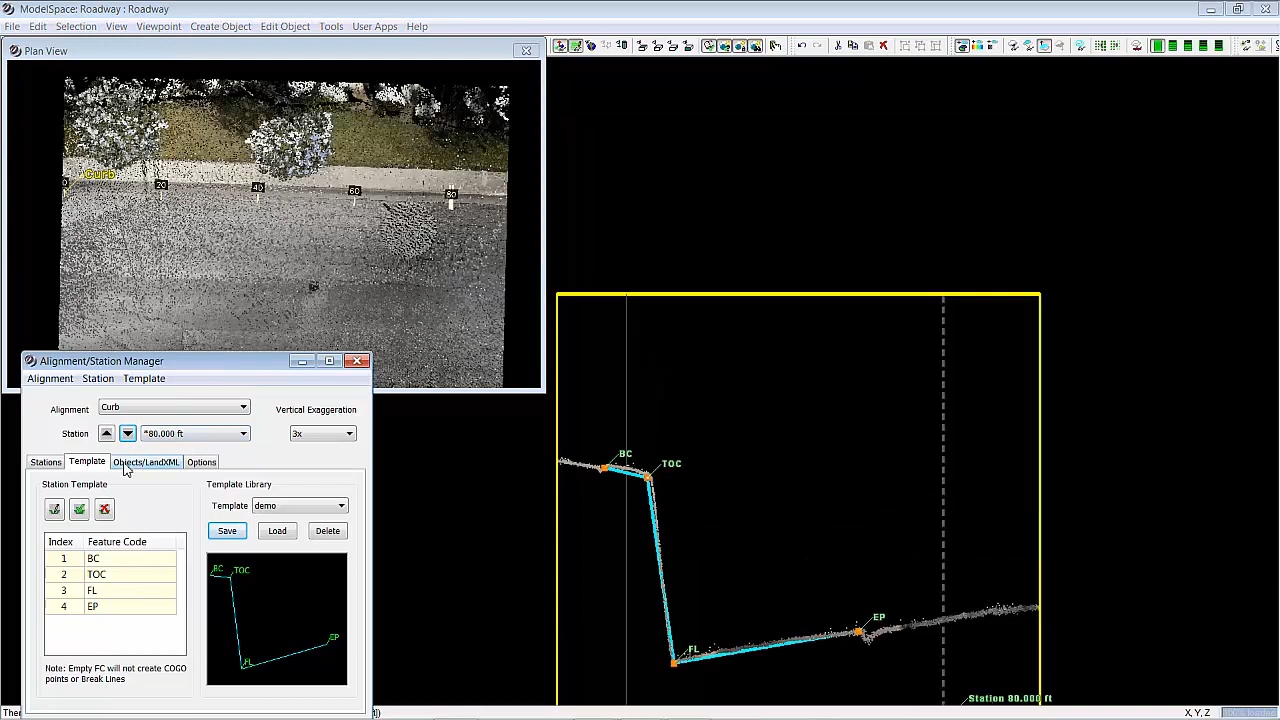 ModelSpace: Roadway : Roadway
File Edit Selection View Viewpoint Create Object Edit Object Tools User Apps Help
Plan View
Curb
0 20 40 60 80
Alignment/Station Manager
Alignment Station Template
Alignment Curb Vertical Exaggeration
Station *80.000 ft 3x
Stations Template Objects/LandXML Options
Station Template
Template Library
Template demo
Save Load Delete
Index Feature Code
1 BC
2 TOC
3 FL
4 EP
Note: Empty FC will not create COGO
points or Break Lines
BC TOC
EP
FL
BC
TOC
EP
FL
Station 80.000 ft
X, Y, Z